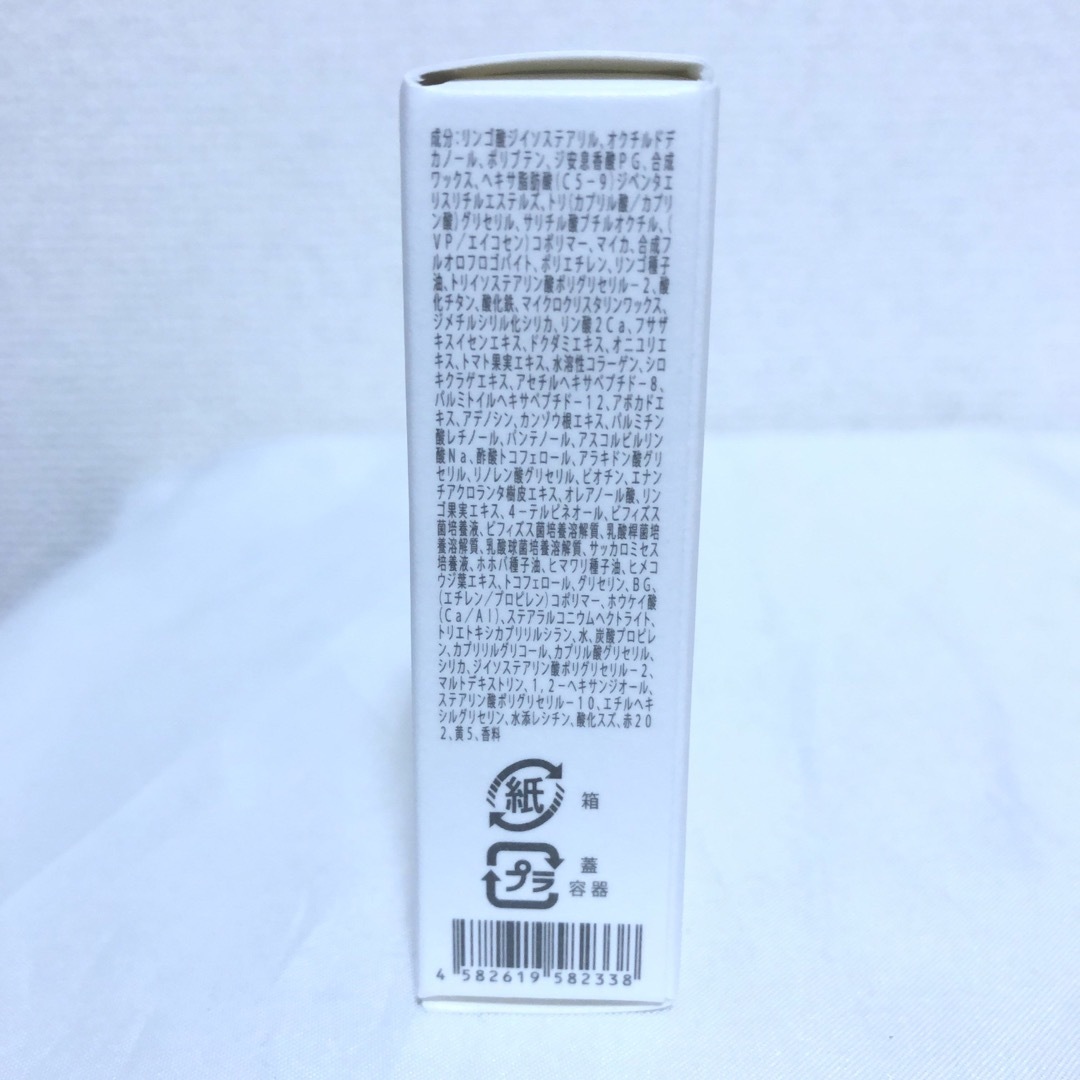 成分：リンゴ酸ジイソステアリル、オクチルドデ
カノール、ポリブテン、ジ安息香酸PG、合成
ワックス、ヘキサ脂肪酸(C5-9)ジペンタエ
リスリチルエステルズ、トリ(カプリル酸／カプリ
ン酸)グリセリル、サリチル酸ブチルオクチル、(
VP／エイコセン)コポリマー、マイカ、合成フ
ルオロフロゴパイト、ポリエチレン、リンゴ種子
油、トリイソステアリン酸ポリグリセリル-2、酸
化チタン、酸化鉄、マイクロクリスタリンワックス、
ジメチルシリル化シリカ、リン酸2Ca、フサザ
キスイセンエキス、ドクダミエキス、オニユリエ
キス、トマト果実エキス、水溶性コラーゲン、シロ
キクラゲエキス、アセチルヘキサペプチド-8、
パルミトイルヘキサペプチド-12、アボカドエ
キス、アデノシン、カンゾウ根エキス、パルミチン
酸レチノール、パンテノール、アスコルビルリン
酸Na、酢酸トコフェロール、アラキドン酸グリ
セリル、リノレン酸グリセリル、ビオチン、エナン
チアクロランタ樹皮エキス、オレアノール酸、リン
ゴ果実エキス、4-テルピネオール、ビフィズス
菌培養液、ビフィズス菌培養溶解質、乳酸桿菌培
養溶解質、乳酸球菌培養溶解質、サッカロミセス
培養液、ホホバ種子油、ヒマワリ種子油、ヒメコ
ウジ葉エキス、トコフェロール、グリセリン、BG、
(エチレン／プロピレン)コポリマー、ホウケイ酸
(Ca/Al)、ステアラルコニウムヘクトライト、
トリエトキシカプリリルシラン、水、炭酸プロピレ
ン、カプリリルグリコール、カプリル酸グリセリル、
シリカ、ジイソステアリン酸ポリグリセリル-2、
マルトデキストリン、1,2-ヘキサンジオール、
ステアリン酸ポリグリセリル-10、エチルヘキ
シルグリセリン、水添レシチン、酸化スズ、赤20
2、黄5、香料
紙 箱
プラ 蓋
容器
4 582619 582338